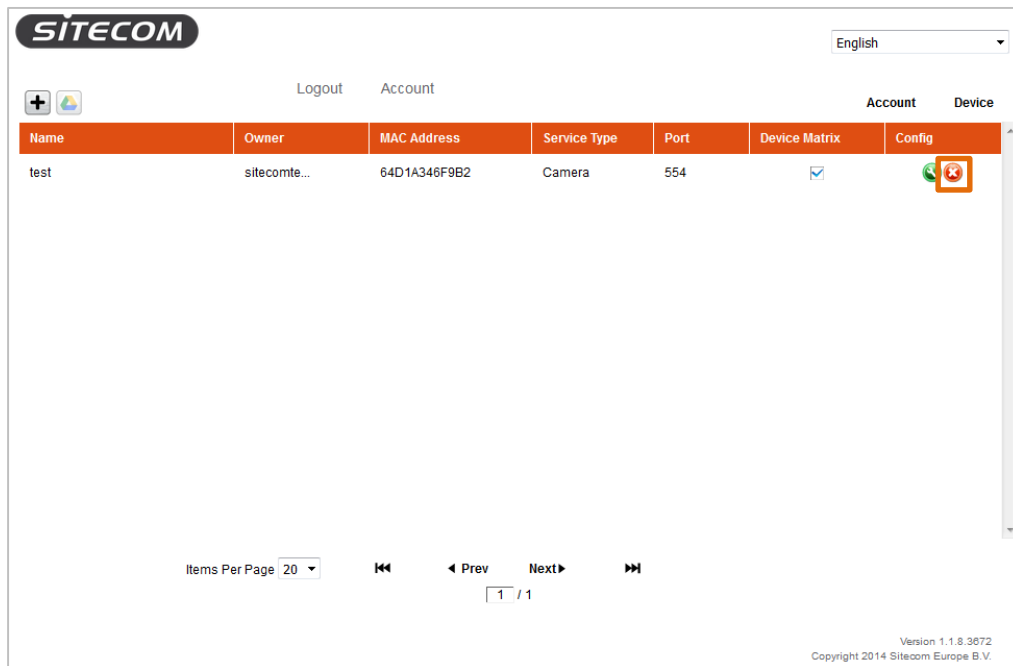 SITECOM
English
Logout Account
Account Device
Name Owner MAC Address Service Type Port Device Matrix Config
test sitecomte... 64D1A346F9B2 Camera 554
Items Per Page 20 Prev Next
1 / 1
Version 1.1.8.3672
Copyright 2014 Sitecom Europe B.V.